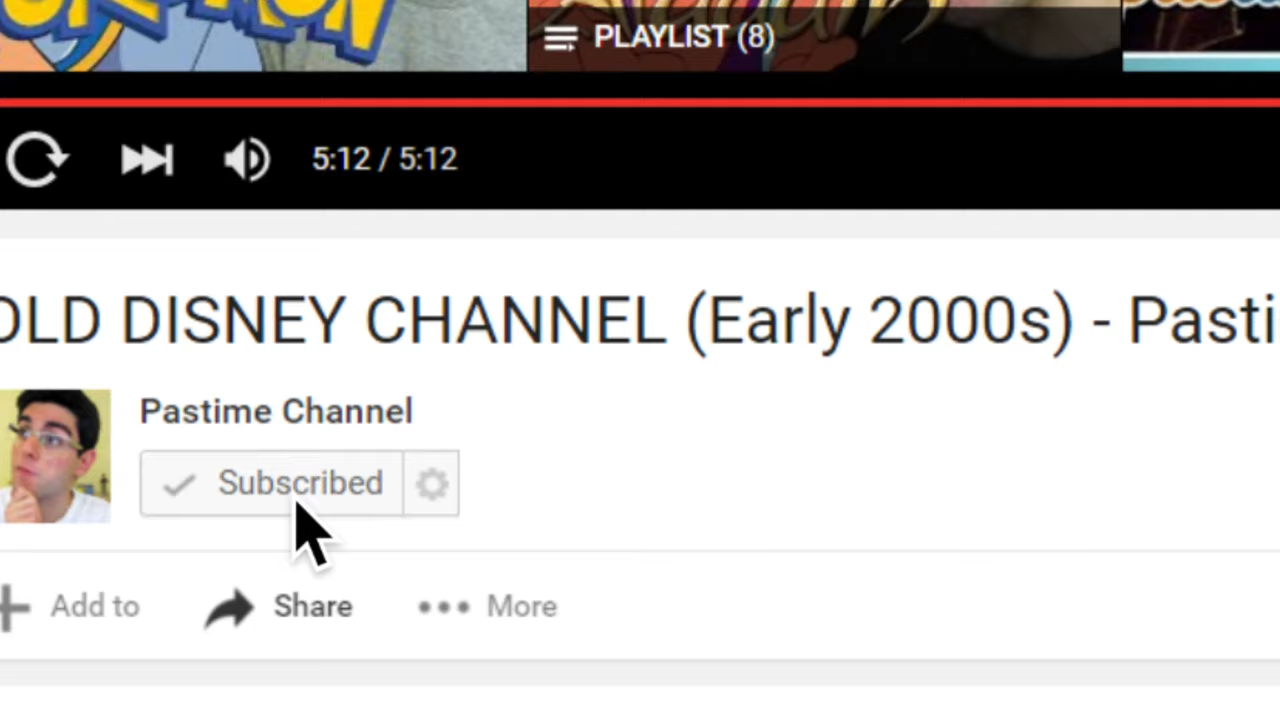 PLAYLIST (8)
5:12 / 5:12
OLD DISNEY CHANNEL (Early 2000s) - Pasti
Pastime Channel
Subscribed
Add to
Share
More